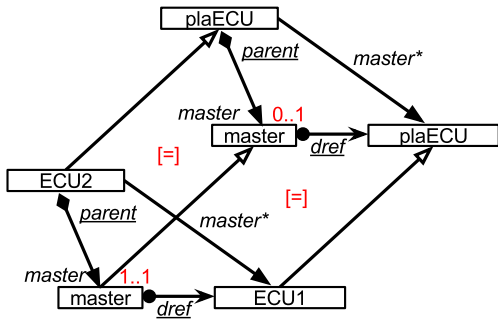 plaECU
parent
master*
master
0..1
master
dref
plaECU
[=]
ECU2
[=]
parent
master*
master
1..1
master
dref
ECU1